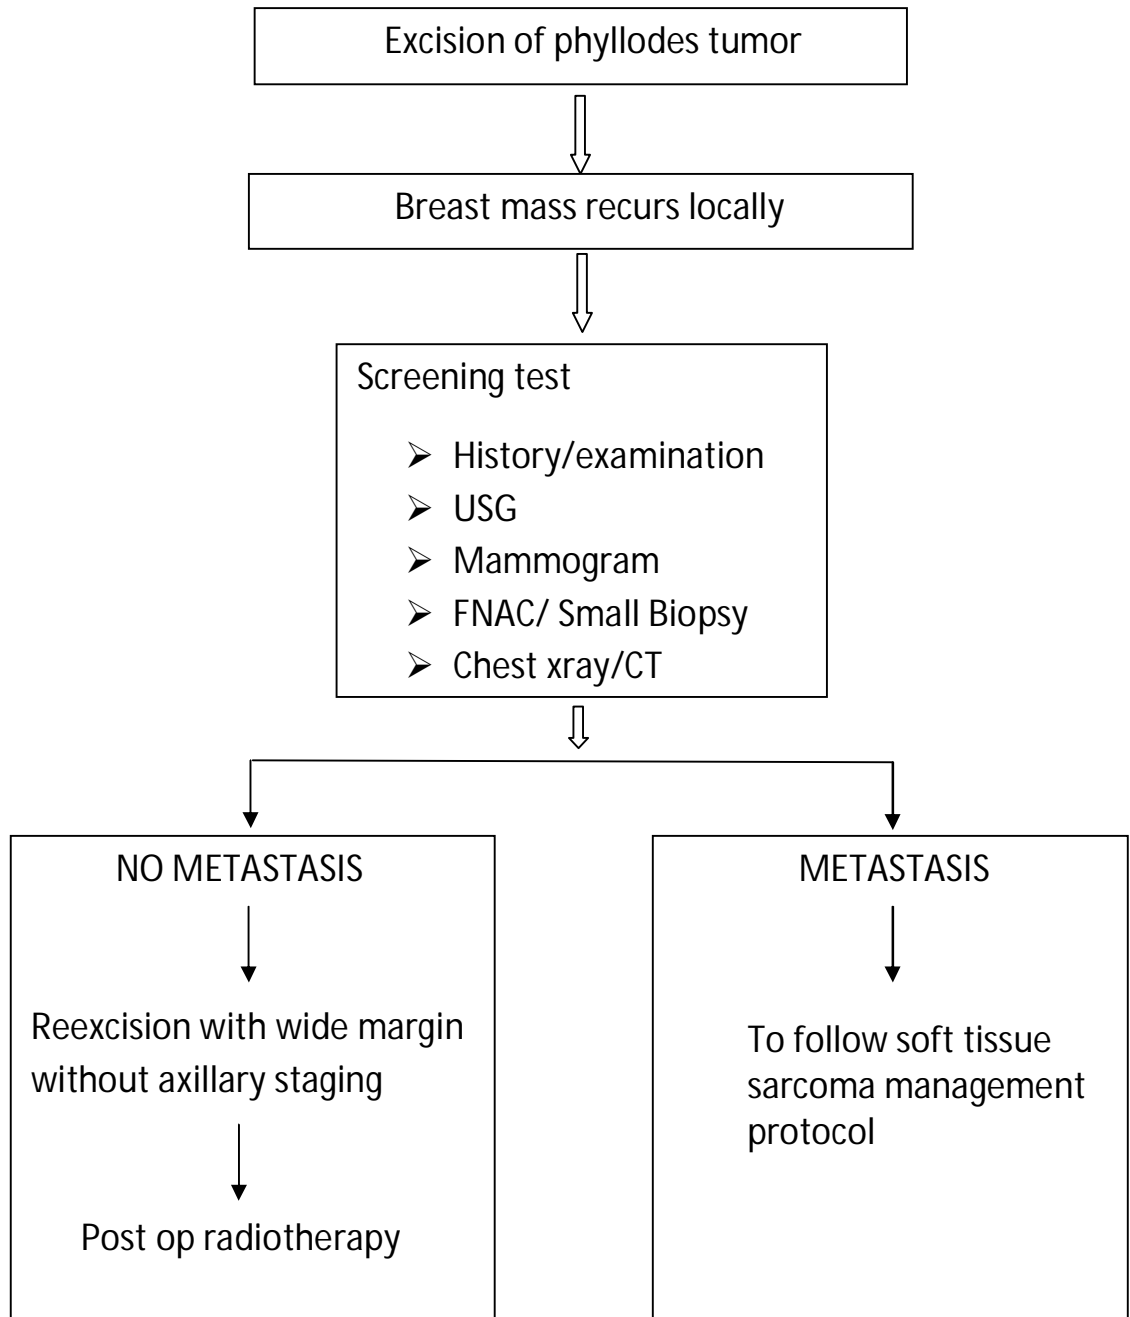 Excision of phyllodes tumor
Breast mass recurs locally
Screening test
➢ History/examination
➢ USG
➢ Mammogram
➢ FNAC/ Small Biopsy
➢ Chest xray/CT
NO METASTASIS
Reexcision with wide margin
without axillary staging
Post op radiotherapy
METASTASIS
To follow soft tissue
sarcoma management
protocol